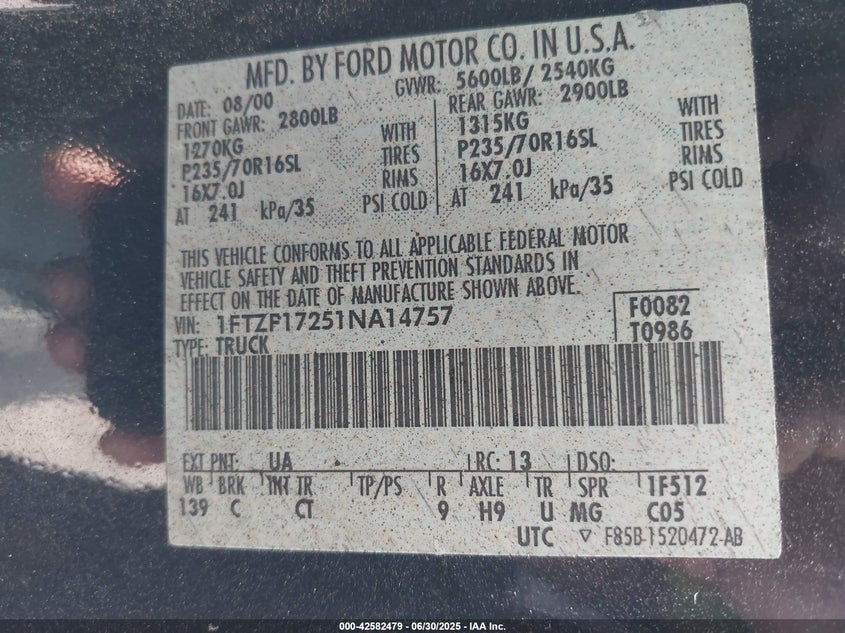 MFD. BY FORD MOTOR CO. IN U.S.A.
DATE: 08/00 GVWR: 5600LB/ 2540KG
FRONT GAWR: 2800LB REAR GAWR: 2900LB
1270KG WITH 1315KG WITH
P235/70R16SL TIRES P235/70R16SL TIRES
16X7.0J RIMS 16X7.0J RIMS
AT 241 kPa/35 PSI COLD AT 241 kPa/35 PSI COLD
THIS VEHICLE CONFORMS TO ALL APPLICABLE FEDERAL MOTOR
VEHICLE SAFETY AND THEFT PREVENTION STANDARDS IN
EFFECT ON THE DATE OF MANUFACTURE SHOWN ABOVE.
VIN: 1FTZF17251NA14757 F0082
TYPE: TRUCK T0986
EXT PNT: UA RC: 13 DSO:
WB BRK INT TR TP/PS R AXLE TR SPR 1F512
139 C CT 9 H9 U MG C05
UTC ▽ F85B-1520472-AB
000-42582479 - 06/30/2025 - IAA Inc.